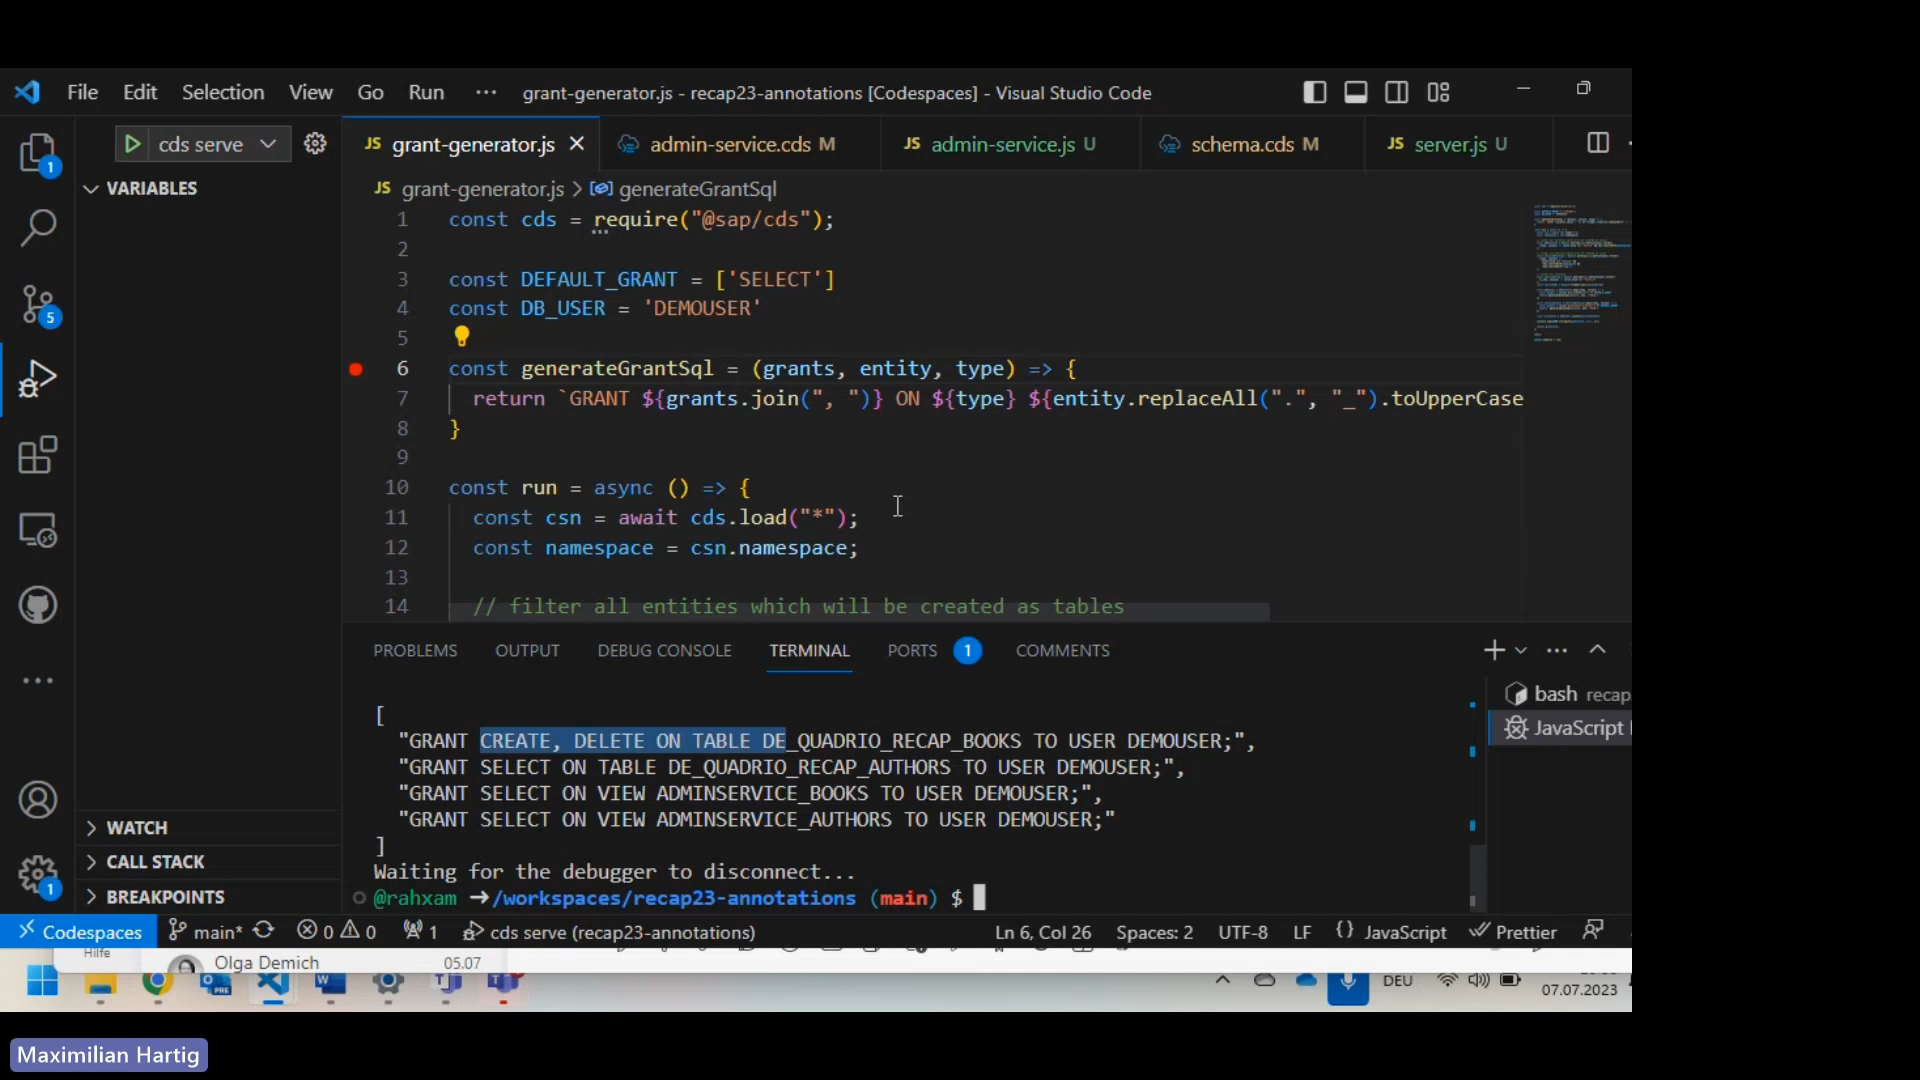 File Edit Selection View Go Run ··· grant-generator.js - recap23-annotations [Codespaces] - Visual Studio Code
cds serve
JS grant-generator.js admin-service.cds M JS admin-service.js U schema.cds M JS server.js U
VARIABLES
JS grant-generator.js > generateGrantSql
1 const cds = require("@sap/cds");
2
3 const DEFAULT_GRANT = ['SELECT']
4 const DB_USER = 'DEMOUSER'
5
6 const generateGrantSql = (grants, entity, type) => {
7 return `GRANT ${grants.join(", ")} ON ${type} ${entity.replaceAll(".", "_").toUpperCase
8 }
9
10 const run = async () => {
11 const csn = await cds.load("*");
12 const namespace = csn.namespace;
13
14 // filter all entities which will be created as tables
1
5
1
PROBLEMS OUTPUT DEBUG CONSOLE TERMINAL PORTS 1 COMMENTS
bash recap
JavaScript
[
"GRANT CREATE, DELETE ON TABLE DE_QUADRIO_RECAP_BOOKS TO USER DEMOUSER;",
"GRANT SELECT ON TABLE DE_QUADRIO_RECAP_AUTHORS TO USER DEMOUSER;",
"GRANT SELECT ON VIEW ADMINSERVICE_BOOKS TO USER DEMOUSER;",
"GRANT SELECT ON VIEW ADMINSERVICE_AUTHORS TO USER DEMOUSER;"
]
Waiting for the debugger to disconnect...
@rahxam ➜/workspaces/recap23-annotations (main) $
WATCH
CALL STACK
BREAKPOINTS
Codespaces main* 0 0 1 cds serve (recap23-annotations) Ln 6, Col 26 Spaces: 2 UTF-8 LF {} JavaScript Prettier
Hilfe
Olga Demich 05.07
DEU
07.07.2023
Maximilian Hartig